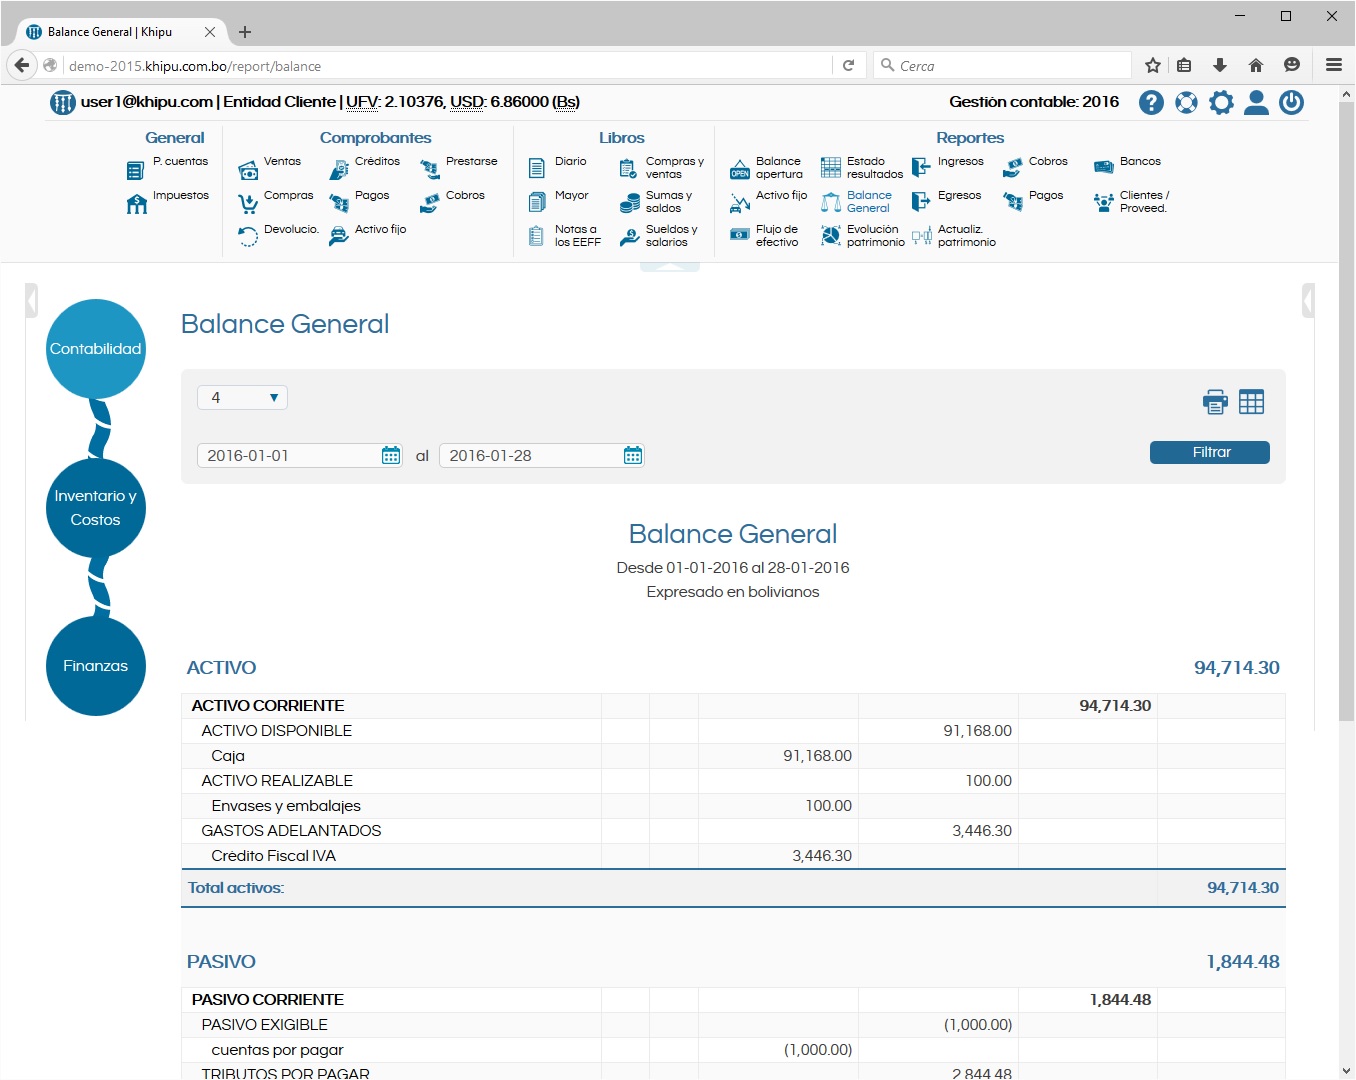 Balance General | Khipu
demo-2015.khipu.com.bo/report/balance
Cerca
user1@khipu.com | Entidad Cliente | UFV: 2.10376, USD: 6.86000 (Bs)
Gestión contable: 2016
General
P. cuentas
Impuestos
Comprobantes
Ventas
Créditos
Prestarse
Compras
Pagos
Cobros
Devolucio.
Activo fijo
Libros
Diario
Compras y
ventas
Mayor
Sumas y
saldos
Notas a
los EEFF
Sueldos y
salarios
Reportes
OPEN
Balance
apertura
Estado
resultados
Ingresos
Cobros
Bancos
Activo fijo
Balance
General
Egresos
Pagos
Clientes /
Proveed.
Flujo de
efectivo
Evolución
patrimonio
Actualiz.
patrimonio
Contabilidad
Inventario y
Costos
Finanzas
Balance General
4
2016-01-01 al 2016-01-28
Filtrar
Balance General
Desde 01-01-2016 al 28-01-2016
Expresado en bolivianos
ACTIVO 94,714.30
ACTIVO CORRIENTE 94,714.30
ACTIVO DISPONIBLE 91,168.00
Caja 91,168.00
ACTIVO REALIZABLE 100.00
Envases y embalajes 100.00
GASTOS ADELANTADOS 3,446.30
Crédito Fiscal IVA 3,446.30
Total activos: 94,714.30
PASIVO 1,844.48
PASIVO CORRIENTE 1,844.48
PASIVO EXIGIBLE (1,000.00)
cuentas por pagar (1,000.00)
TRIBUTOS POR PAGAR 2,844.48